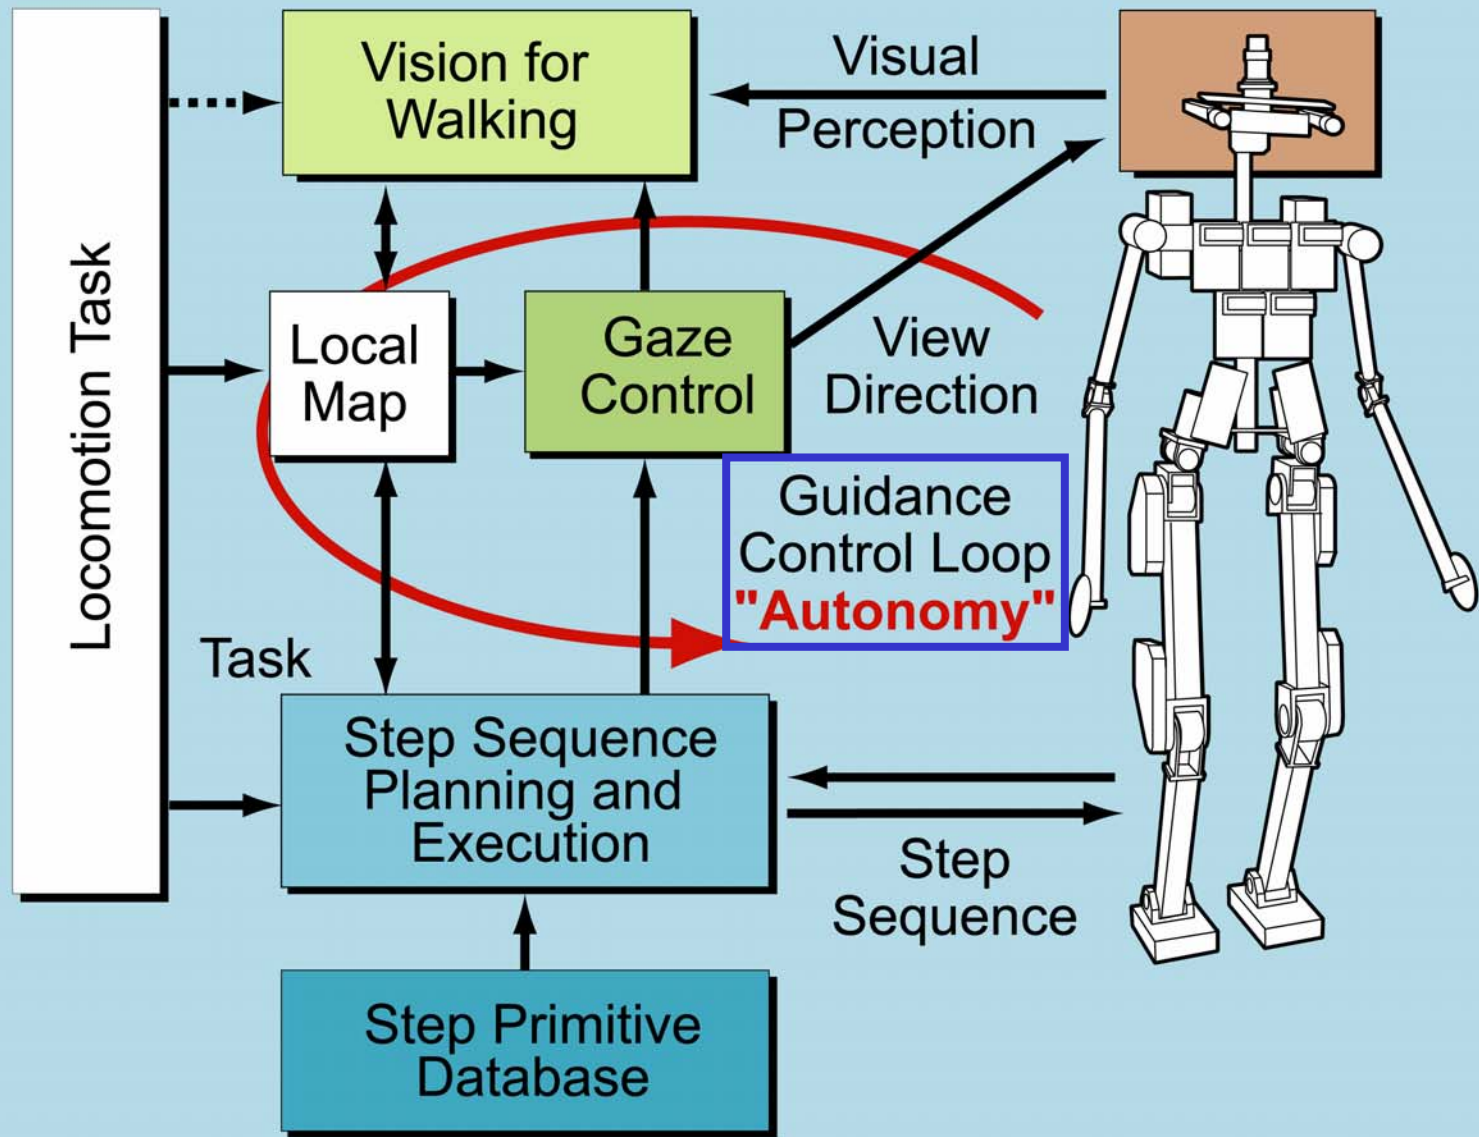 Locomotion Task
Vision for
Walking
Visual
Perception
Local
Map
Gaze
Control
View
Direction
Guidance
Control Loop
"Autonomy"
Task
Step Sequence
Planning and
Execution
Step
Sequence
Step Primitive
Database